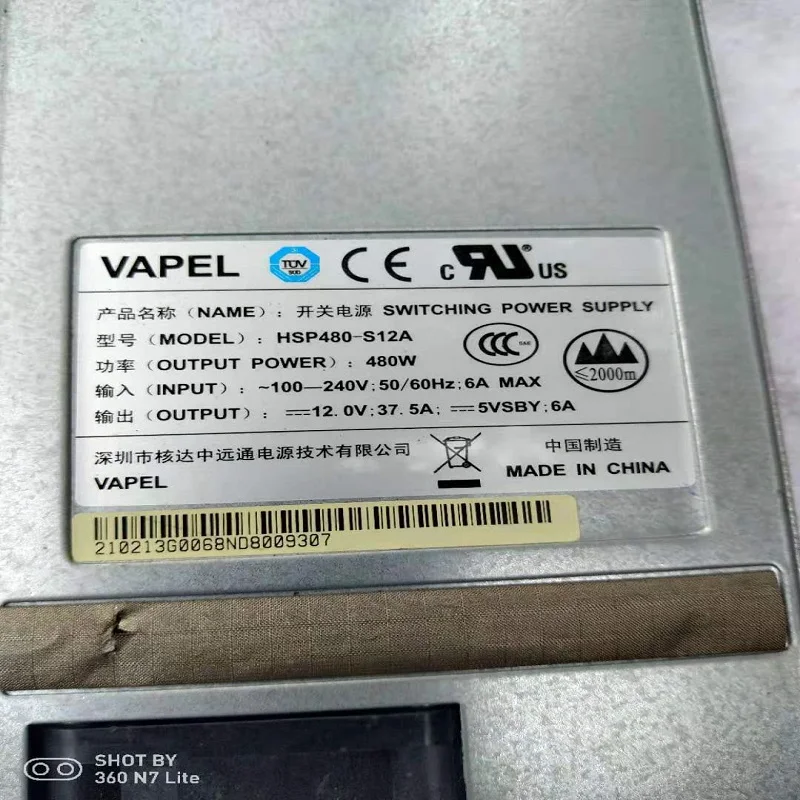 VAPEL TÜV SÜD CE c RU ® US
产品名称（NAME）：开关电源 SWITCHING POWER SUPPLY
型号（MODEL）：HSP480-S12A
CCC S&E
功率（OUTPUT POWER）：480W
≤2000m
输入（INPUT）：~100—240V;50/60Hz;6A MAX
输出（OUTPUT）：⎓12.0V;37.5A;⎓5VSBY;6A
深圳市核达中远通电源技术有限公司
VAPEL
中国制造
MADE IN CHINA
210213G0068ND8009307
SHOT BY
360 N7 Lite